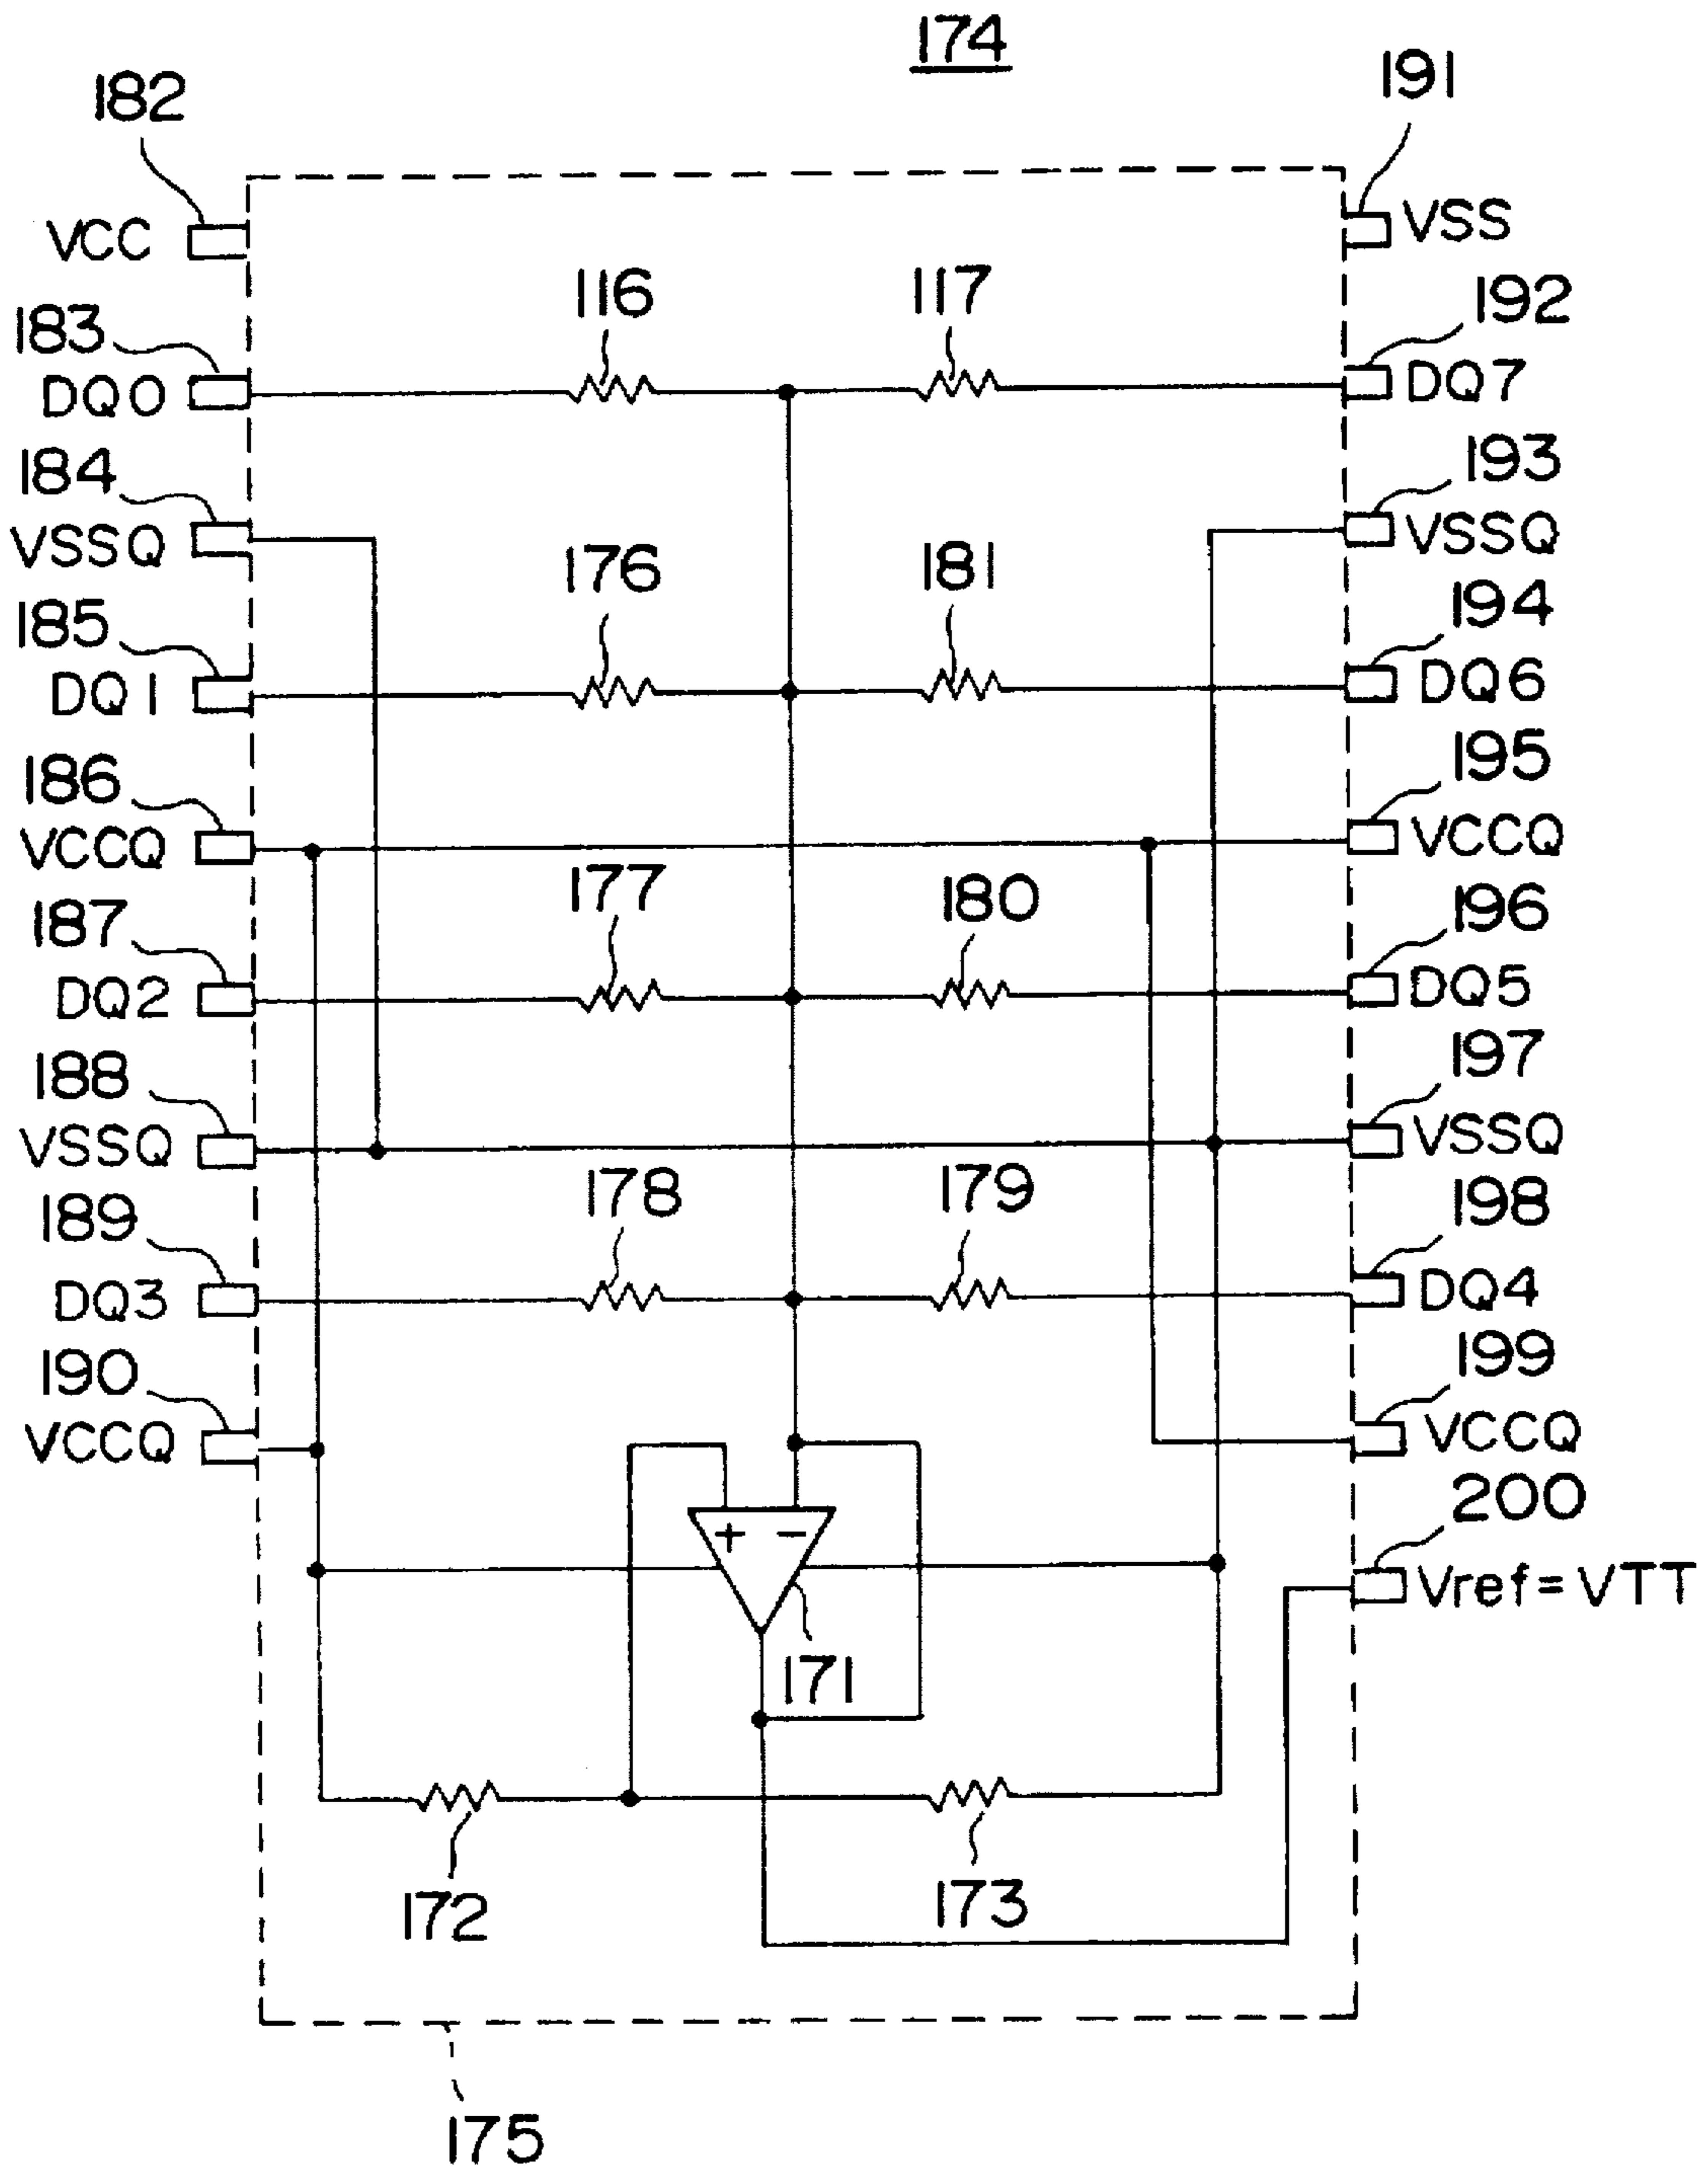 174
182
191
VCC
VSS
116
117
183
192
DQ0
DQ7
184
193
VSSQ
VSSQ
176
181
185
194
DQ1
DQ6
186
195
VCCQ
VCCQ
177
180
187
196
DQ2
DQ5
188
197
VSSQ
VSSQ
178
179
189
198
DQ3
DQ4
190
199
VCCQ
VCCQ
200
+ −
Vref=VTT
171
172
173
175